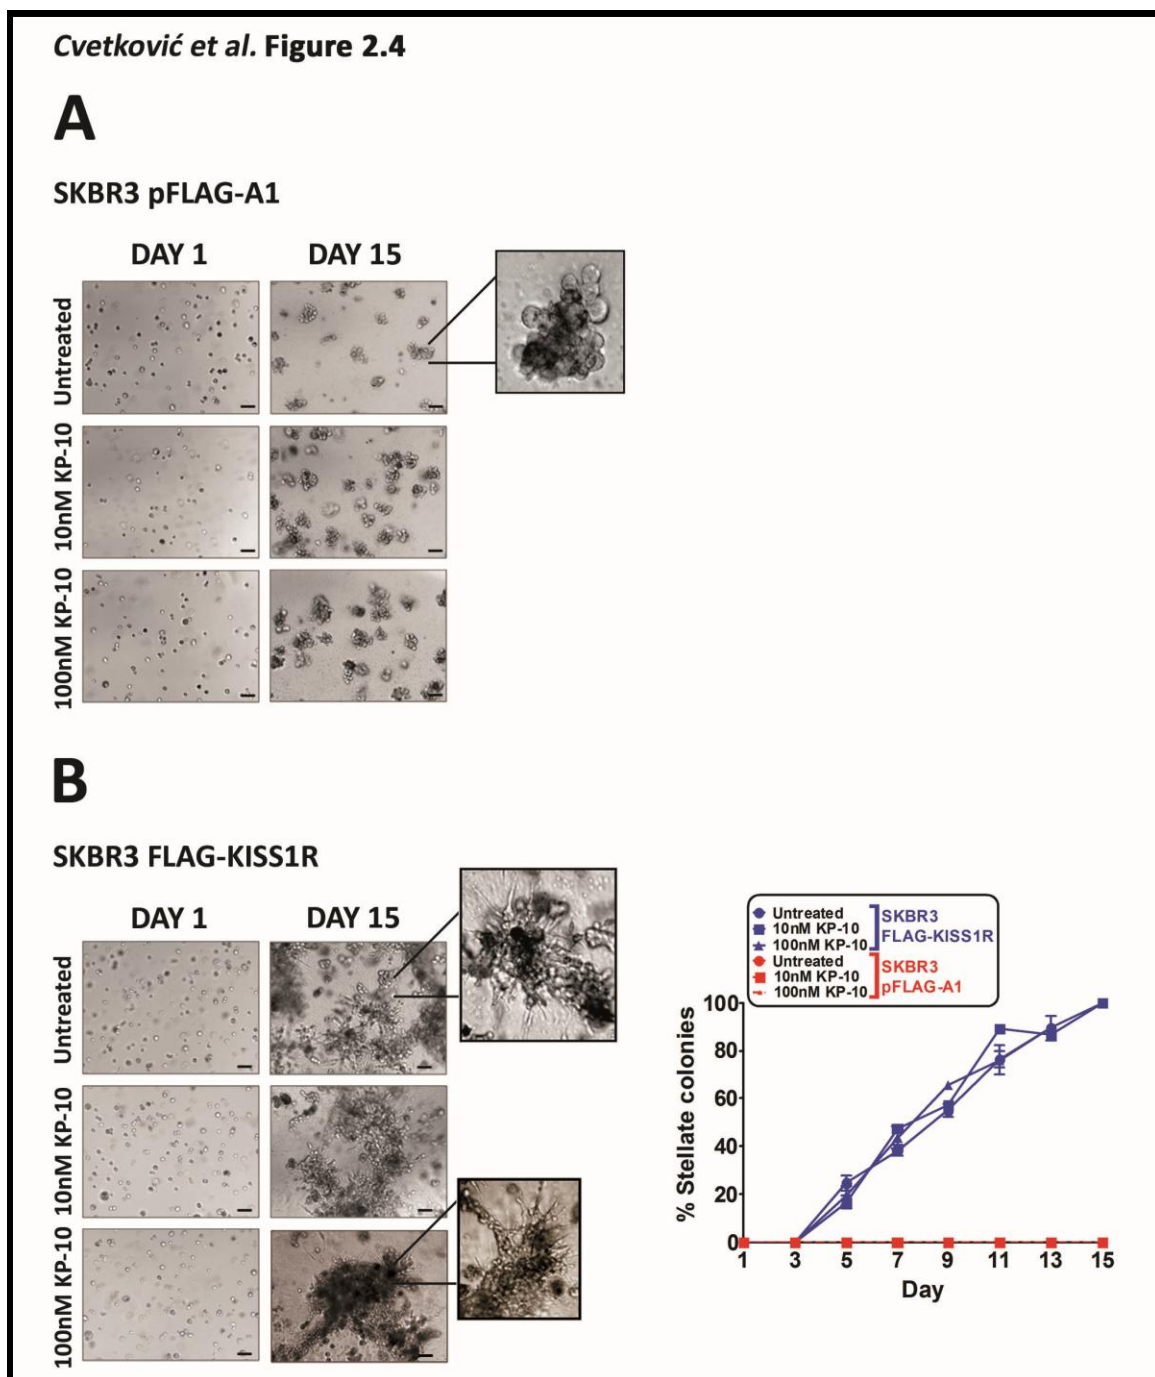 Cvetković et al. Figure 2.4
A
SKBR3 pFLAG-A1
DAY 1 DAY 15
Untreated
10nM KP-10
100nM KP-10
B
SKBR3 FLAG-KISS1R
DAY 1 DAY 15
Untreated
10nM KP-10
100nM KP-10
Untreated
10nM KP-10
100nM KP-10
SKBR3
FLAG-KISS1R
Untreated
10nM KP-10
100nM KP-10
SKBR3
pFLAG-A1
% Stellate colonies
100
80
60
40
20
0
1 3 5 7 9 11 13 15
Day